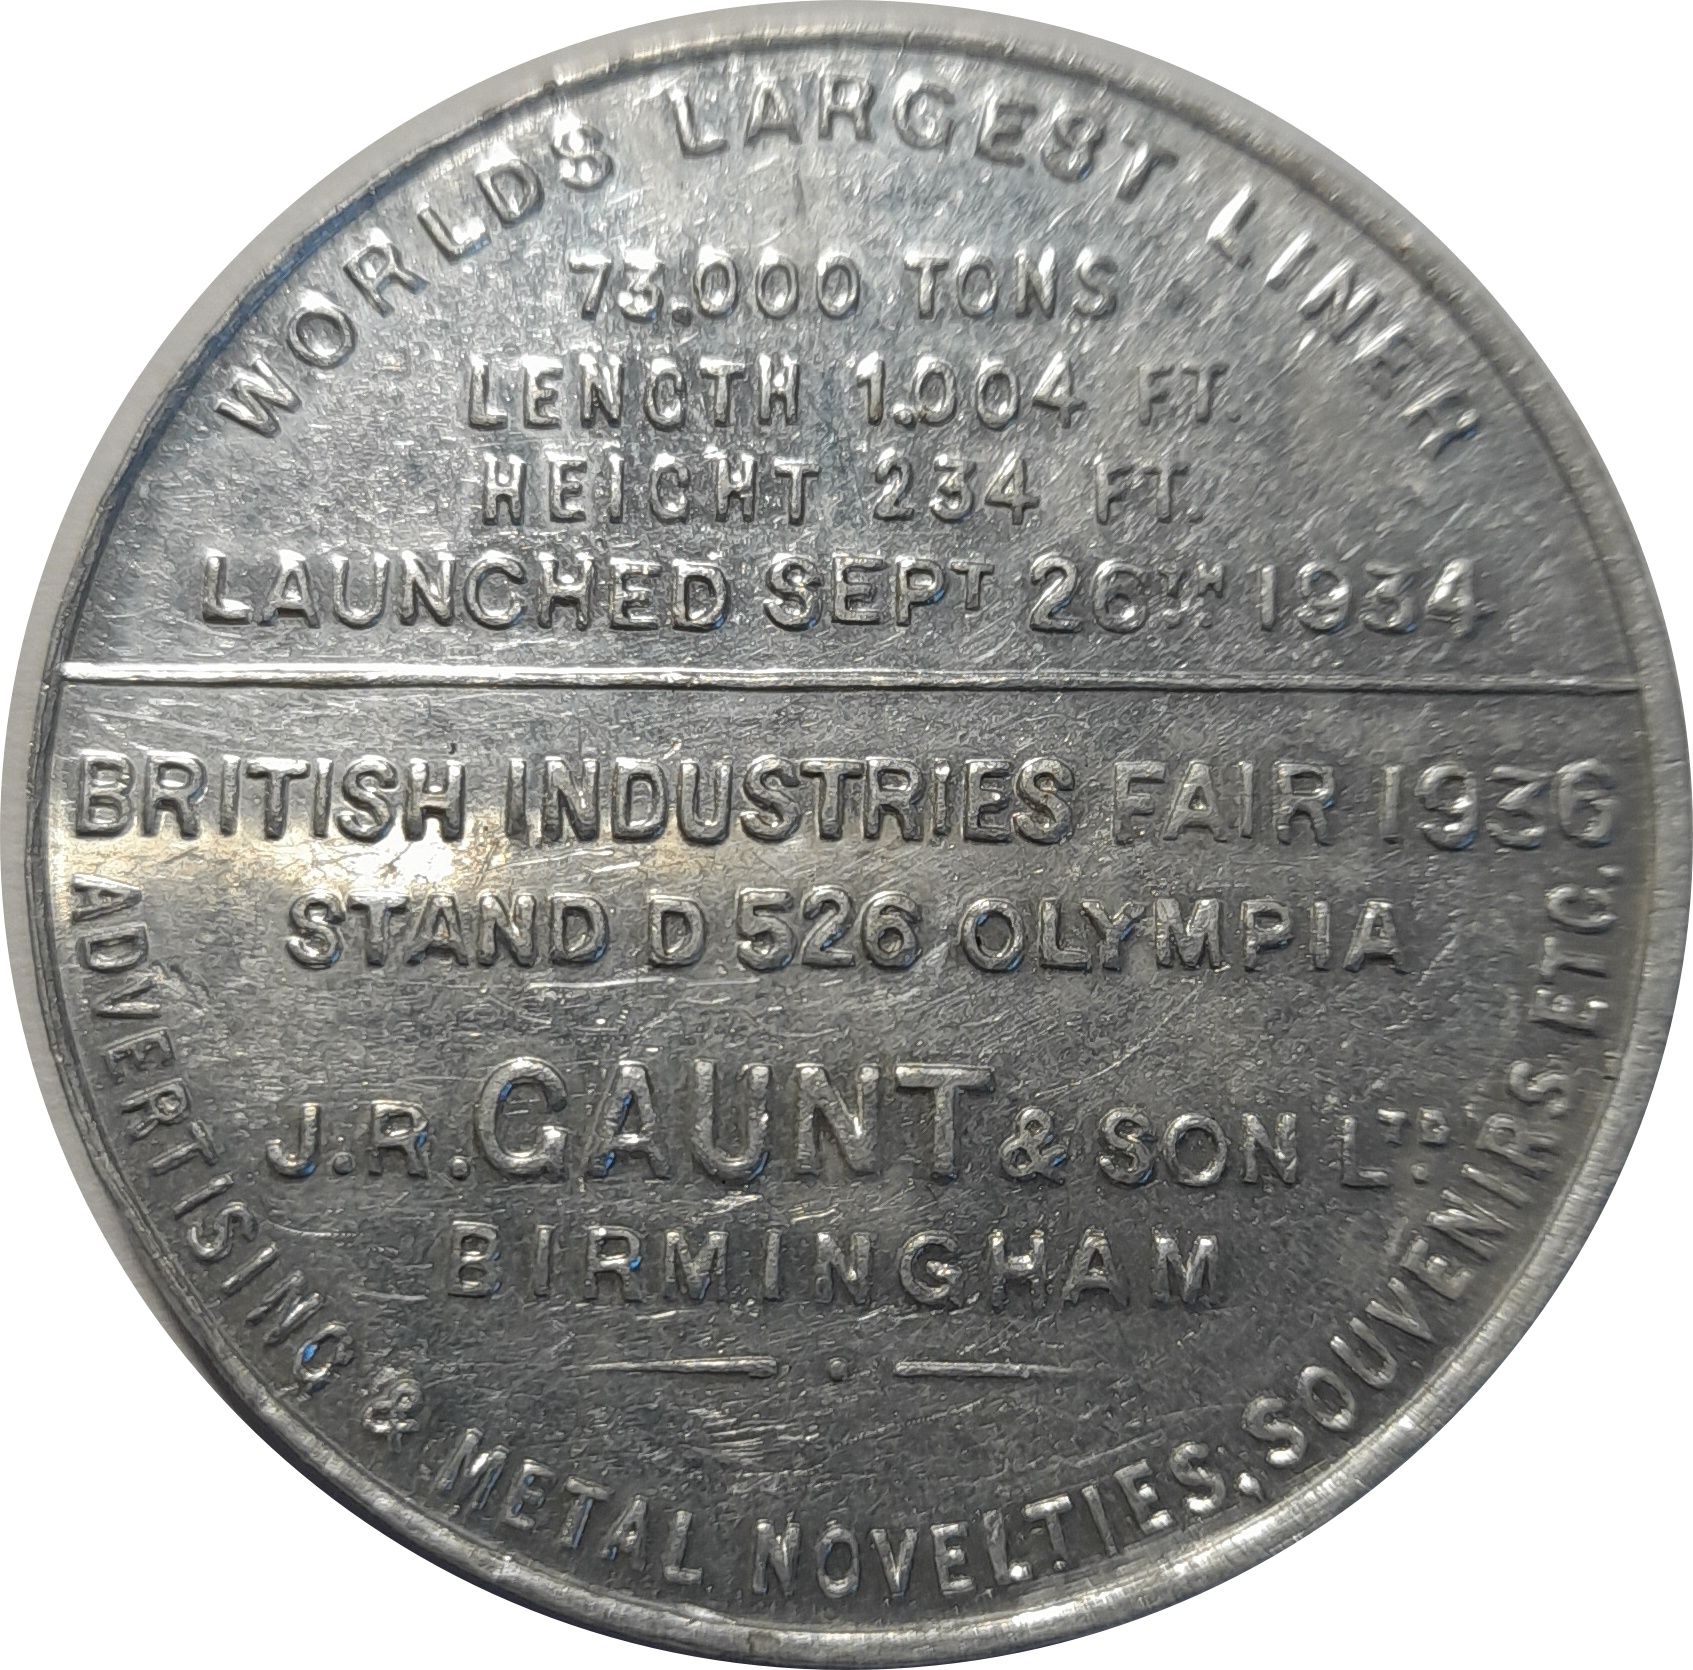 WORLDS LARGEST LINER
73.000 TONS
LENGTH 1.004 FT.
HEIGHT 234 FT.
LAUNCHED SEPT 26TH 1934
BRITISH INDUSTRIES FAIR 1936
STAND D526 OLYMPIA
J.R. GAUNT & SON LTD.
BIRMINGHAM
ADVERTISING & METAL NOVELTIES, SOUVENIRS ETC.